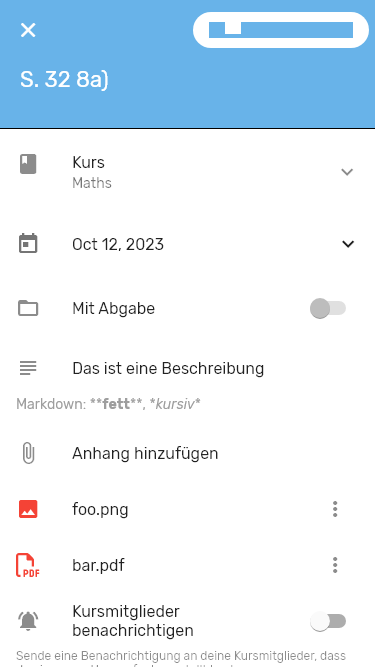 S. 32 8a)
Kurs
Maths
Oct 12, 2023
Mit Abgabe
Das ist eine Beschreibung
Markdown: **fett**, *kursiv*
Anhang hinzufügen
foo.png
PDF
bar.pdf
Kursmitglieder
benachrichtigen
Sende eine Benachrichtigung an deine Kursmitglieder, dass